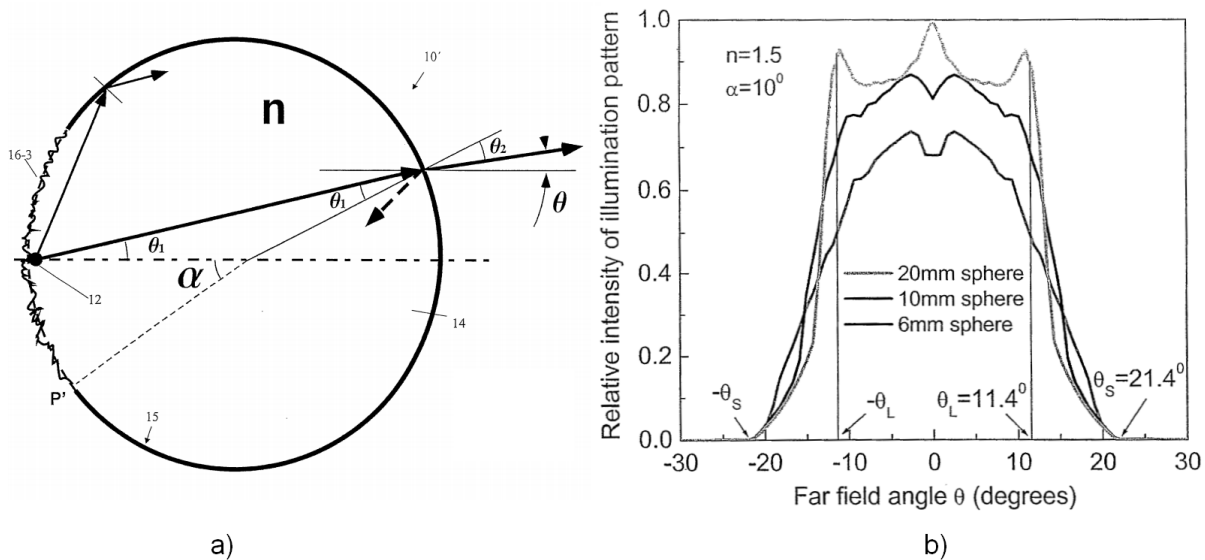 10´
n
θ₂
16-3
θ₁
θ
θ₁
α
12
14
P'
15
a)
Relative intensity of illumination pattern
1.0
0.8
0.6
0.4
0.2
0.0
n=1.5
α=10⁰
20mm sphere
10mm sphere
6mm sphere
-θS
-θL
θL=11.4⁰
θS=21.4⁰
-30 -20 -10 0 10 20 30
Far field angle θ (degrees)
b)